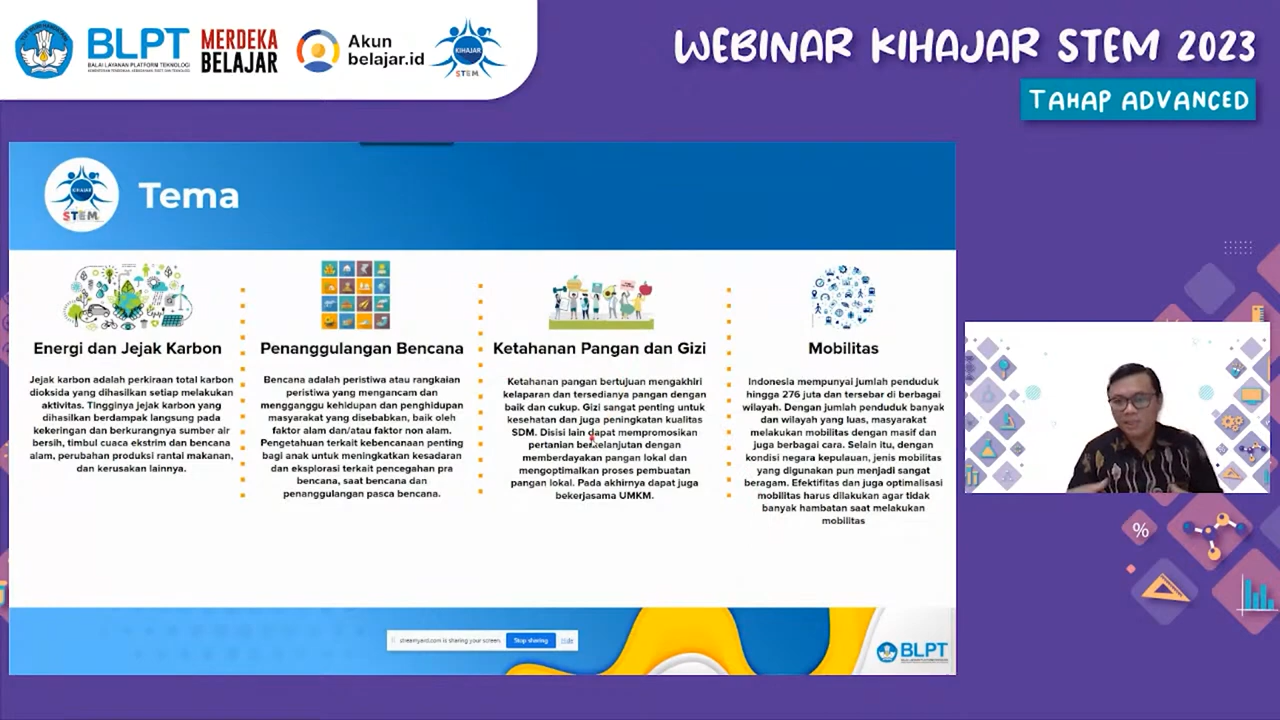 BLPT
BALAI LAYANAN PLATFORM TEKNOLOGI
MERDEKA
BELAJAR
Akun
belajar.id
KIHAJAR
STEM
WEBINAR KIHAJAR STEM 2023
TAHAP ADVANCED
KIHAJAR
STEM
Tema
Energi dan Jejak Karbon
Jejak karbon adalah perkiraan total karbon
dioksida yang dihasilkan setiap melakukan
aktivitas. Tingginya jejak karbon yang
dihasilkan berdampak langsung pada
kekeringan dan berkurangnya sumber air
bersih, timbul cuaca ekstrim dan bencana
alam, perubahan produksi rantai makanan,
dan kerusakan lainnya.
Penanggulangan Bencana
Bencana adalah peristiwa atau rangkaian
peristiwa yang mengancam dan
mengganggu kehidupan dan penghidupan
masyarakat yang disebabkan, baik oleh
faktor alam dan/atau faktor non alam.
Pengetahuan terkait kebencanaan penting
bagi anak untuk meningkatkan kesadaran
dan eksplorasi terkait pencegahan pra
bencana, saat bencana dan
penanggulangan pasca bencana.
Ketahanan Pangan dan Gizi
Ketahanan pangan bertujuan mengakhiri
kelaparan dan tersedianya pangan dengan
baik dan cukup. Gizi sangat penting untuk
kesehatan dan juga peningkatan kualitas
SDM. Disisi lain dapat mempromosikan
pertanian berkelanjutan dengan
memberdayakan pangan lokal dan
mengoptimalkan proses pembuatan
pangan lokal. Pada akhirnya dapat juga
bekerjasama UMKM.
Mobilitas
Indonesia mempunyai jumlah penduduk
hingga 276 juta dan tersebar di berbagai
wilayah. Dengan jumlah penduduk banyak
dan wilayah yang luas, masyarakat
melakukan mobilitas dengan masif dan
juga berbagai cara. Selain itu, dengan
kondisi negara kepulauan, jenis mobilitas
yang digunakan pun menjadi sangat
beragam. Efektifitas dan juga optimalisasi
mobilitas harus dilakukan agar tidak
banyak hambatan saat melakukan
mobilitas
%
streamyard.com is sharing your screen.
Stop sharing
Hide
BLPT